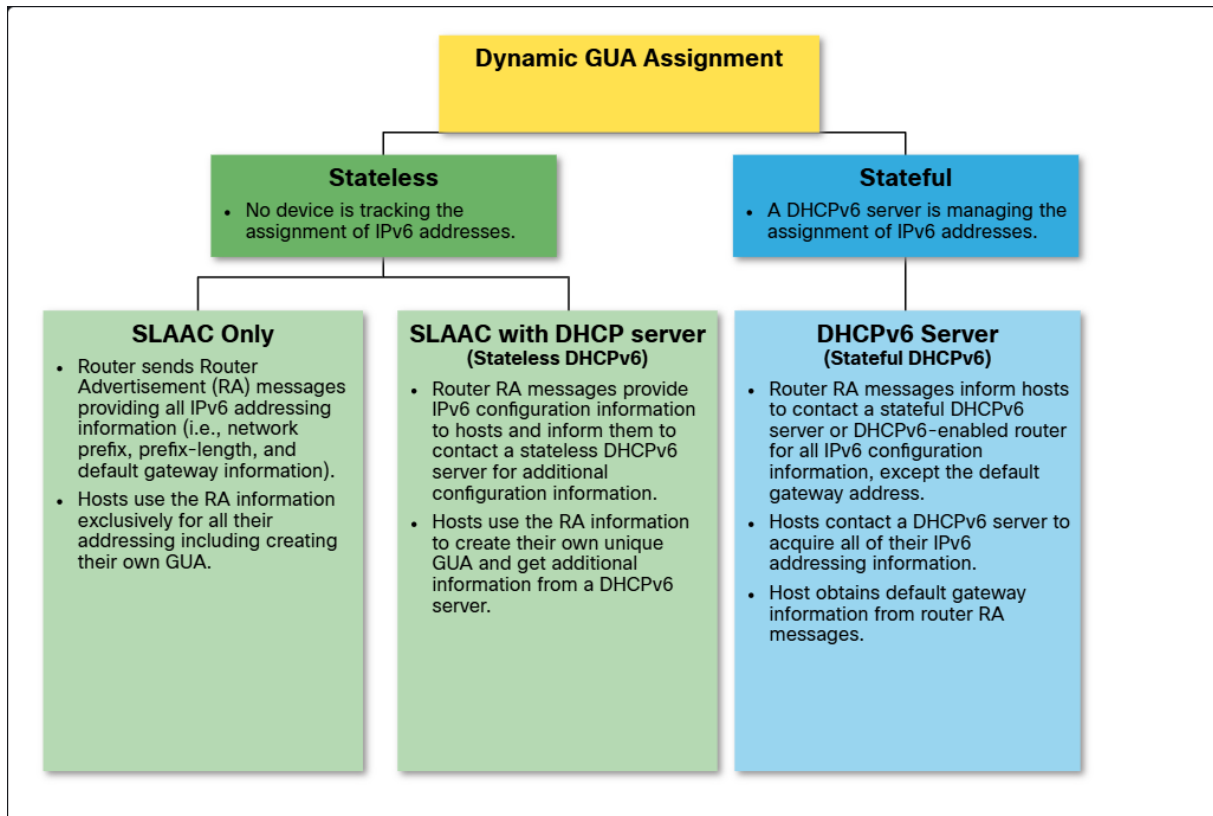 Dynamic GUA Assignment
Stateless
• No device is tracking the
assignment of IPv6 addresses.
Stateful
• A DHCPv6 server is managing the
assignment of IPv6 addresses.
SLAAC Only
• Router sends Router
Advertisement (RA) messages
providing all IPv6 addressing
information (i.e., network
prefix, prefix-length, and
default gateway information).
• Hosts use the RA information
exclusively for all their
addressing including creating
their own GUA.
SLAAC with DHCP server
(Stateless DHCPv6)
• Router RA messages provide
IPv6 configuration information
to hosts and inform them to
contact a stateless DHCPv6
server for additional
configuration information.
• Hosts use the RA information
to create their own unique
GUA and get additional
information from a DHCPv6
server.
DHCPv6 Server
(Stateful DHCPv6)
• Router RA messages inform hosts
to contact a stateful DHCPv6
server or DHCPv6-enabled router
for all IPv6 configuration
information, except the default
gateway address.
• Hosts contact a DHCPv6 server to
acquire all of their IPv6
addressing information.
• Host obtains default gateway
information from router RA
messages.